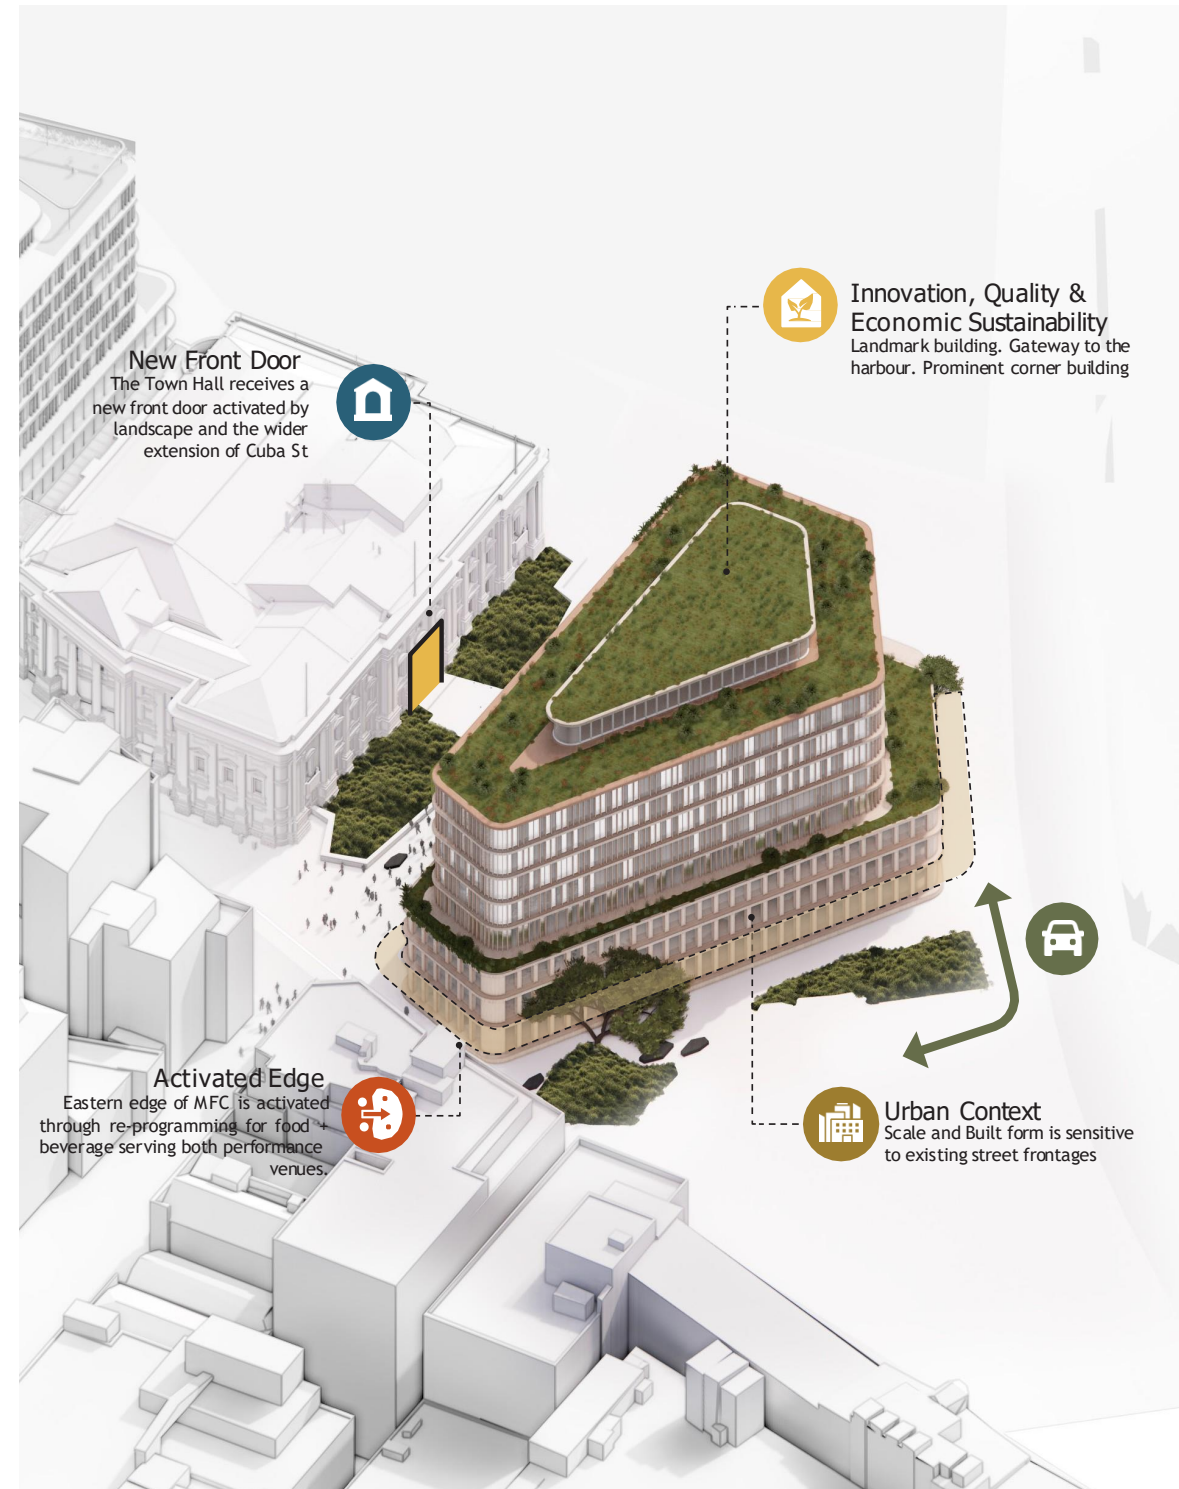 Innovation, Quality &
Economic Sustainability
Landmark building. Gateway to the
harbour. Prominent corner building
New Front Door
The Town Hall receives a
new front door activated by
landscape and the wider
extension of Cuba St
Activated Edge
Eastern edge of MFC is activated
through re-programming for food +
beverage serving both performance
venues.
Urban Context
Scale and Built form is sensitive
to existing street frontages